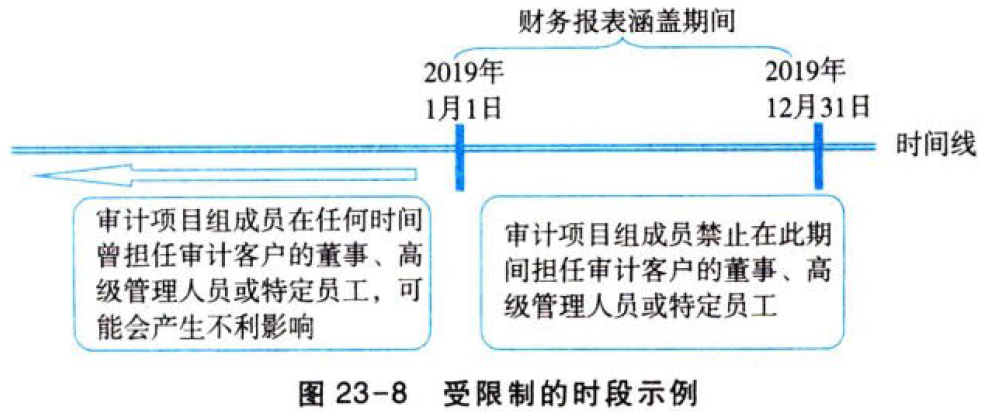 财务报表涵盖期间
2019年
1月1日
2019年
12月31日
时间线
审计项目组成员在任何时间
曾担任审计客户的董事、高
级管理人员或特定员工，可
能会产生不利影响
审计项目组成员禁止在此期
间担任审计客户的董事、高
级管理人员或特定员工
图 23-8 受限制的时段示例